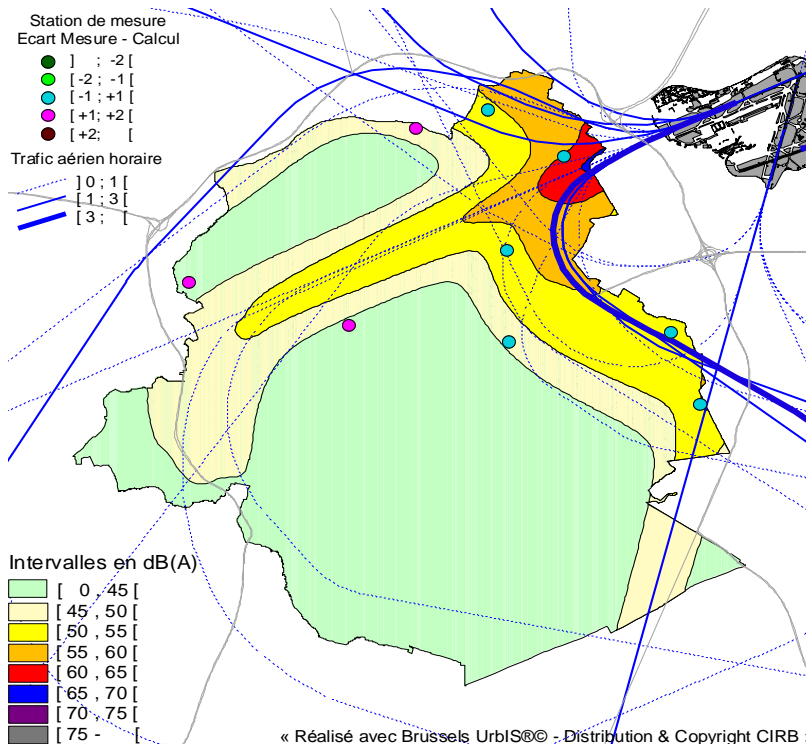 Station de mesure
Ecart Mesure - Calcul
] ; -2 [
[ -2 ; -1 [
[ -1 ; +1 [
[ +1; +2 [
[ +2; [
Trafic aérien horaire
] 0 ; 1 [
[ 1 ; 3 [
[ 3 ; [
Intervalles en dB(A)
[ 0 , 45 [
[ 45 , 50 [
[ 50 , 55 [
[ 55 , 60 [
[ 60 , 65 [
[ 65 , 70 [
[ 70 , 75 [
[ 75 - [
« Réalisé avec Brussels UrbIS®© - Distribution & Copyright CIRB »